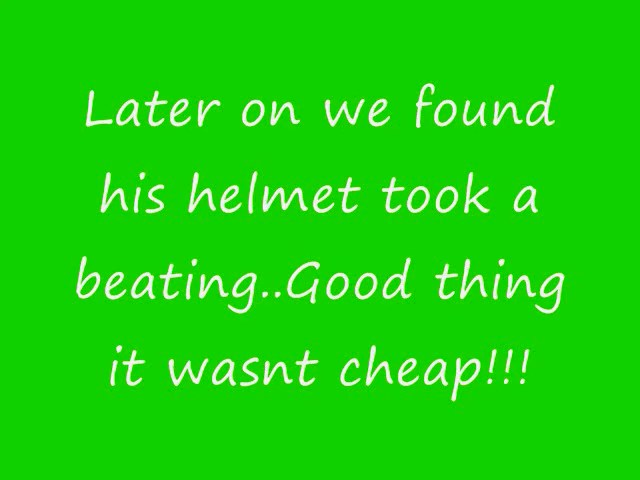 Later on we found
his helmet took a
beating..Good thing
it wasnt cheap!!!